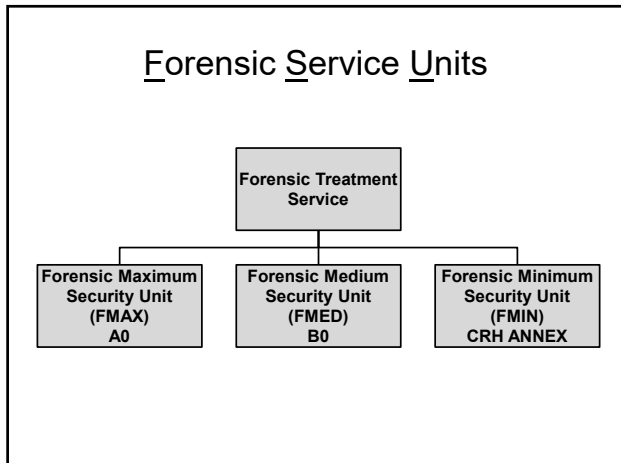 Forensic Service Units
Forensic Treatment
Service
Forensic Maximum
Security Unit
(FMAX)
A0
Forensic Medium
Security Unit
(FMED)
B0
Forensic Minimum
Security Unit
(FMIN)
CRH ANNEX